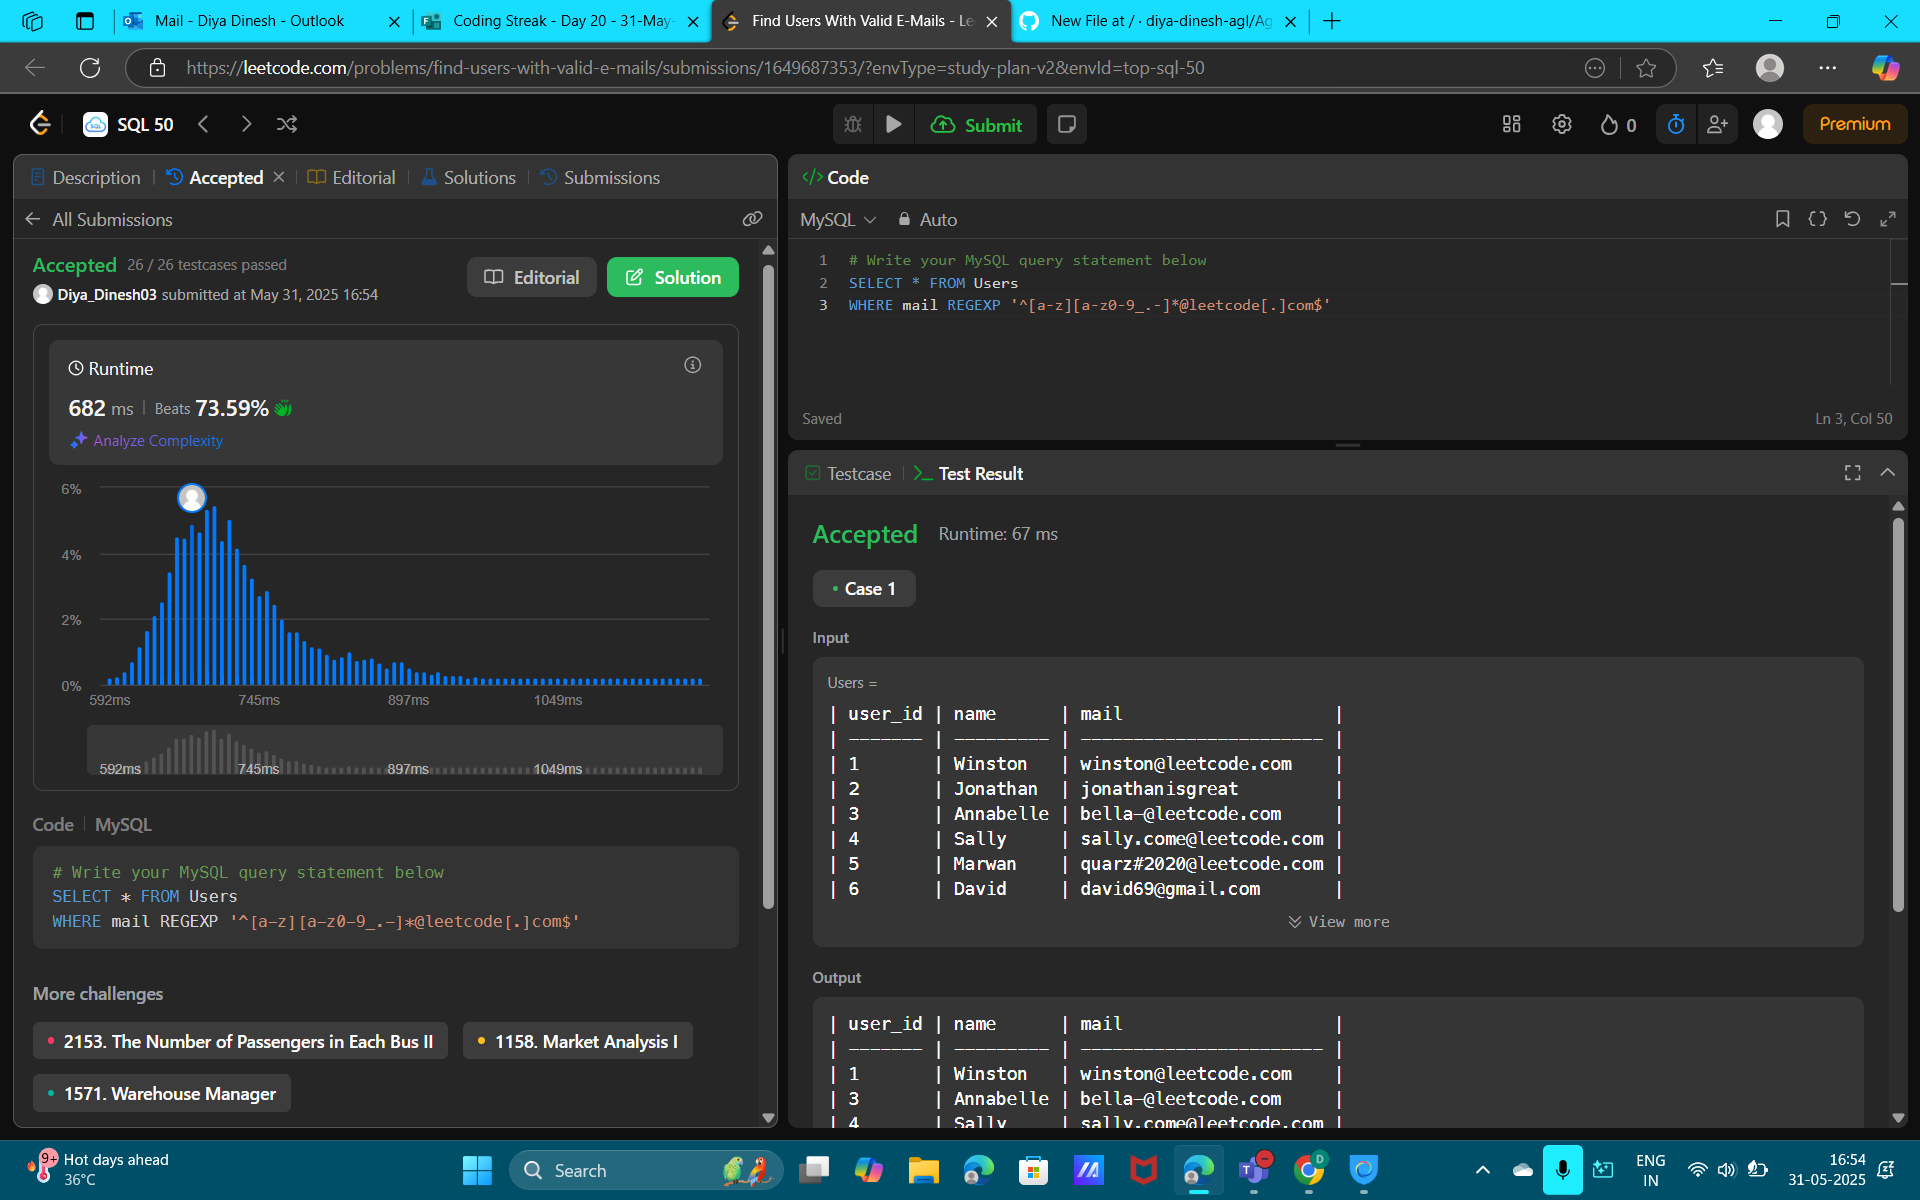 Mail - Diya Dinesh - Outlook
Coding Streak - Day 20 - 31-May-
Find Users With Valid E-Mails - Le
New File at / · diya-dinesh-agl/Ag
https://leetcode.com/problems/find-users-with-valid-e-mails/submissions/1649687353/?envType=study-plan-v2&envId=top-sql-50
SQL 50
Submit
0
Premium
Description
Accepted
Editorial
Solutions
Submissions
All Submissions
Accepted 26 / 26 testcases passed
Diya_Dinesh03 submitted at May 31, 2025 16:54
Editorial
Solution
Runtime
682 ms Beats 73.59%
Analyze Complexity
6%
4%
2%
0%
592ms 745ms 897ms 1049ms
592ms 745ms 897ms 1049ms
Code MySQL
# Write your MySQL query statement below
SELECT * FROM Users
WHERE mail REGEXP '^[a-z][a-z0-9_.-]*@leetcode[.]com$'
More challenges
2153. The Number of Passengers in Each Bus II
1158. Market Analysis I
1571. Warehouse Manager
</> Code
MySQL Auto
1 # Write your MySQL query statement below
2 SELECT * FROM Users
3 WHERE mail REGEXP '^[a-z][a-z0-9_.-]*@leetcode[.]com$'
Saved
Ln 3, Col 50
Testcase
Test Result
Accepted Runtime: 67 ms
Case 1
Input
Users =
| user_id | name | mail |
| ------- | --------- | ----------------------- |
| 1 | Winston | winston@leetcode.com |
| 2 | Jonathan | jonathanisgreat |
| 3 | Annabelle | bella-@leetcode.com |
| 4 | Sally | sally.come@leetcode.com |
| 5 | Marwan | quarz#2020@leetcode.com |
| 6 | David | david69@gmail.com |
View more
Output
| user_id | name | mail |
| ------- | --------- | ----------------------- |
| 1 | Winston | winston@leetcode.com |
| 3 | Annabelle | bella-@leetcode.com |
| 4 | Sally | sally.come@leetcode.com |
9+
Hot days ahead
36°C
Search
D
ENG
IN
16:54
31-05-2025